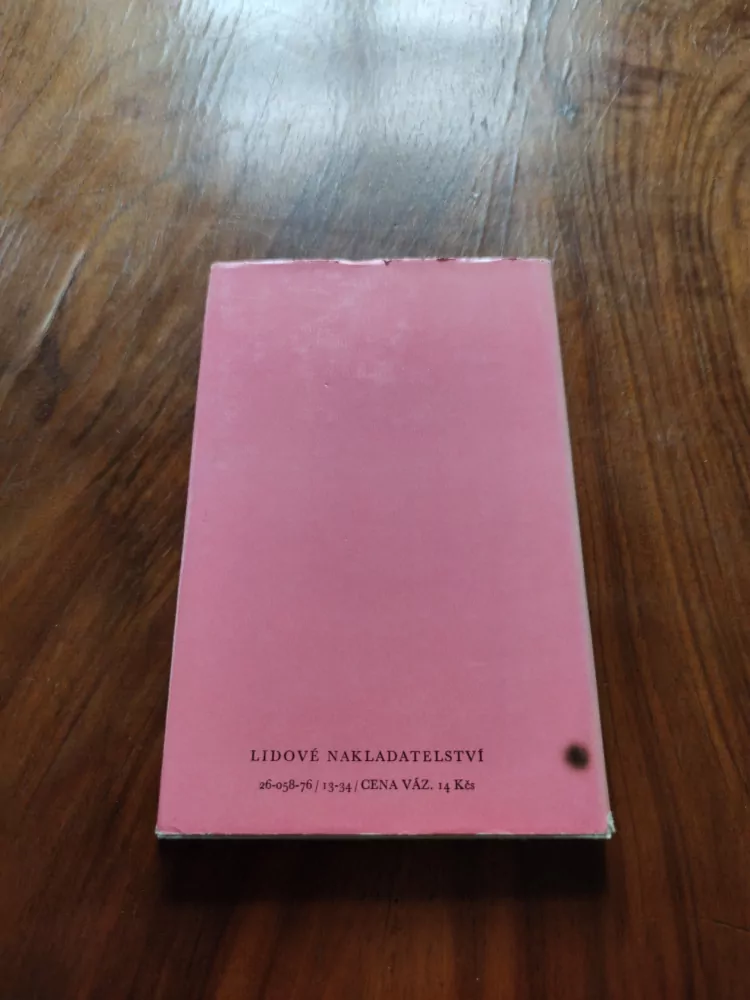 LIDOVÉ NAKLADATELSTVÍ
26-058-76 / 13-34 / CENA VÁZ. 14 Kčs